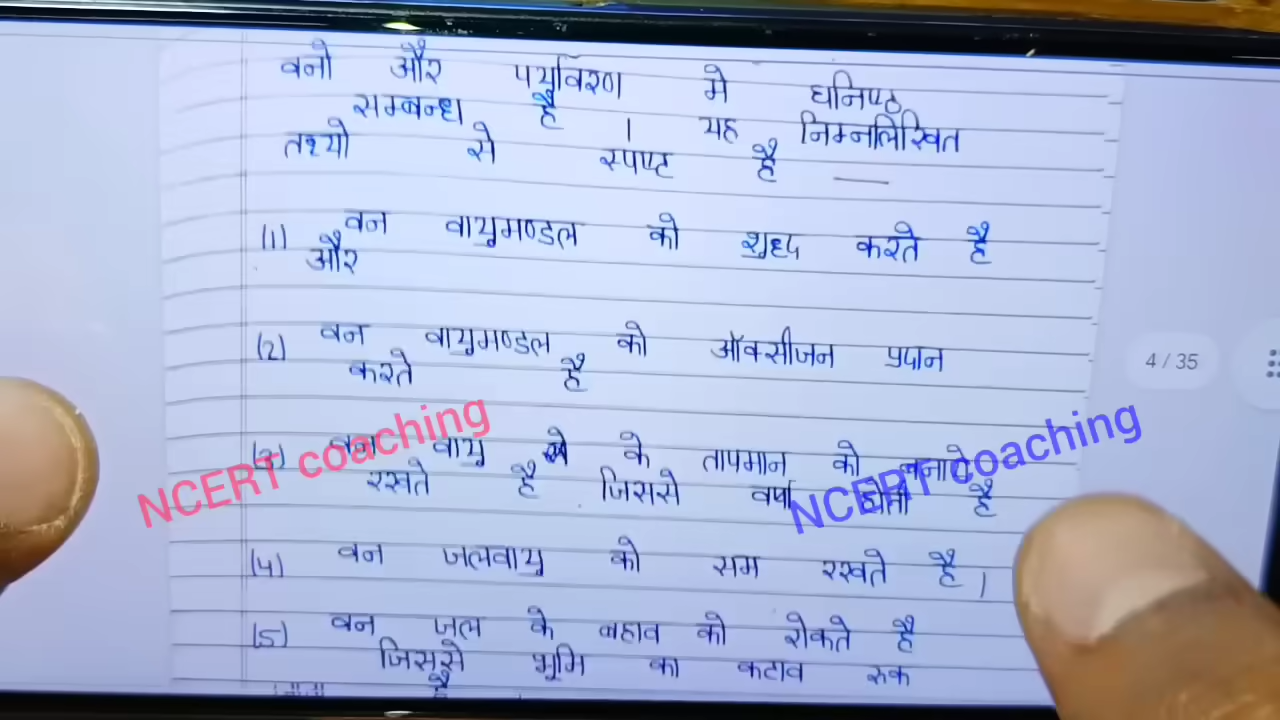 वनो और पर्यावरण मे घनिष्ठ
सम्बन्ध है । यह निम्नलिखित
तथ्यो से स्पष्ट है —
(1) वन वायुमण्डल को शुध्द करते है
और
(2) वन वायुमण्डल को ऑक्सीजन प्रदान
करते है
(3) वन वायु के तापमान को बनाये
रखते है जिससे वर्षा होती है
(4) वन जलवायु को सम रखते है ।
(5) वन जल के बहाव को रोकते है
जिससे भूमि का कटाव रुक
है
NCERT coaching
NCERT coaching
4 / 35